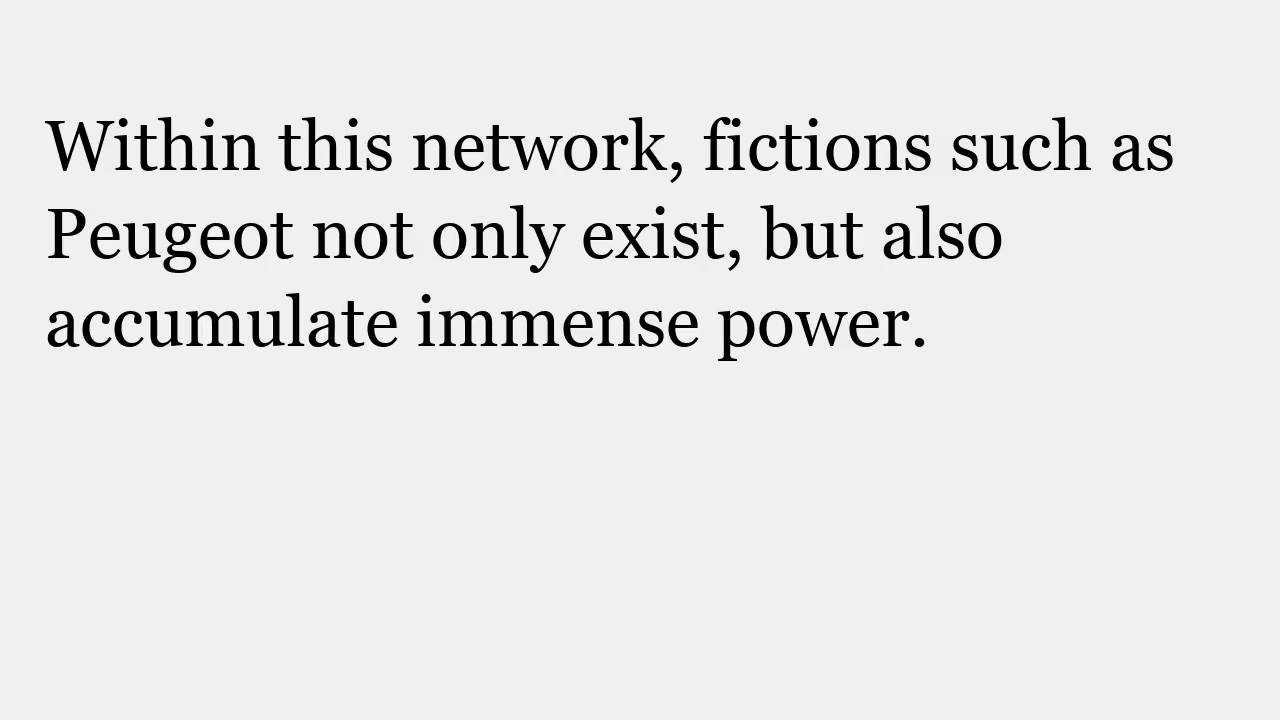 Within this network, fictions such as
Peugeot not only exist, but also
accumulate immense power.